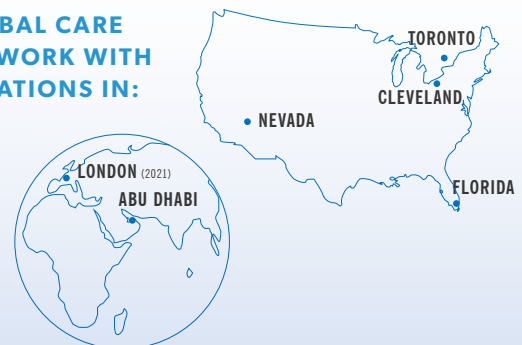 BAL CARE
WORK WITH
ATIONS IN:
TORONTO
CLEVELAND
NEVADA
FLORIDA
LONDON (2021)
ABU DHABI